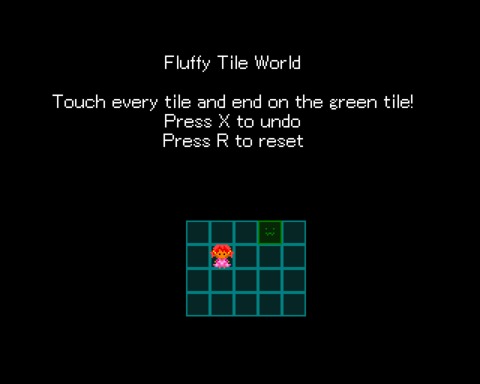 Fluffy Tile World
Touch every tile and end on the green tile!
Press X to undo
Press R to reset